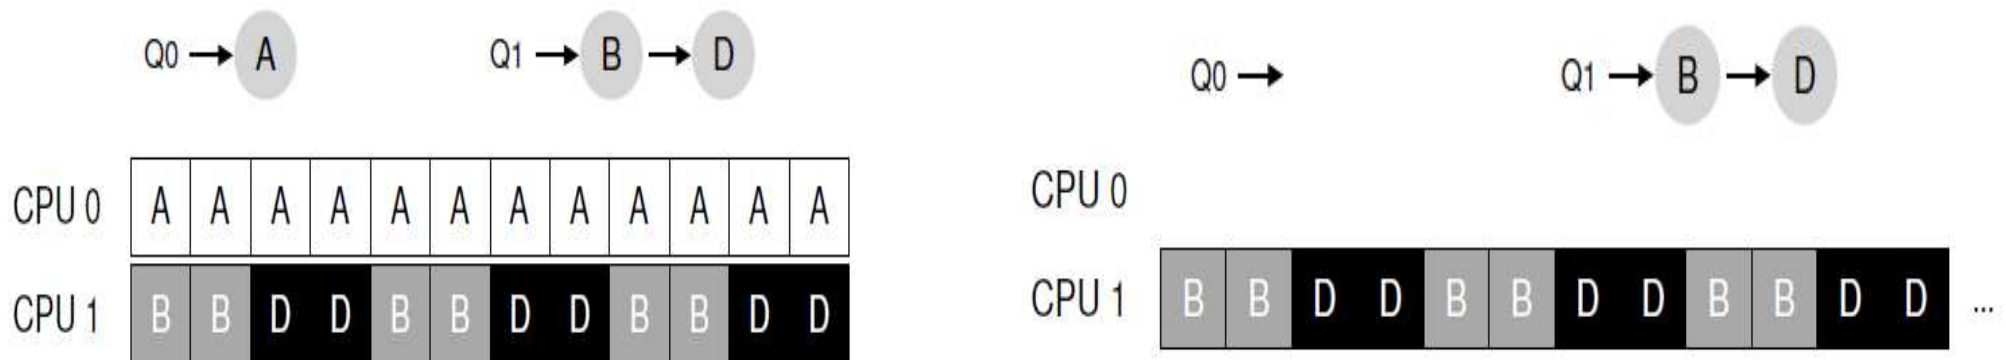 Q0 → A Q1 → B → D
CPU 0 A A A A A A A A A A A A
CPU 1 B B D D B B D D B B D D
Q0 → Q1 → B → D
CPU 0
CPU 1 B B D D B B D D B B D D ...